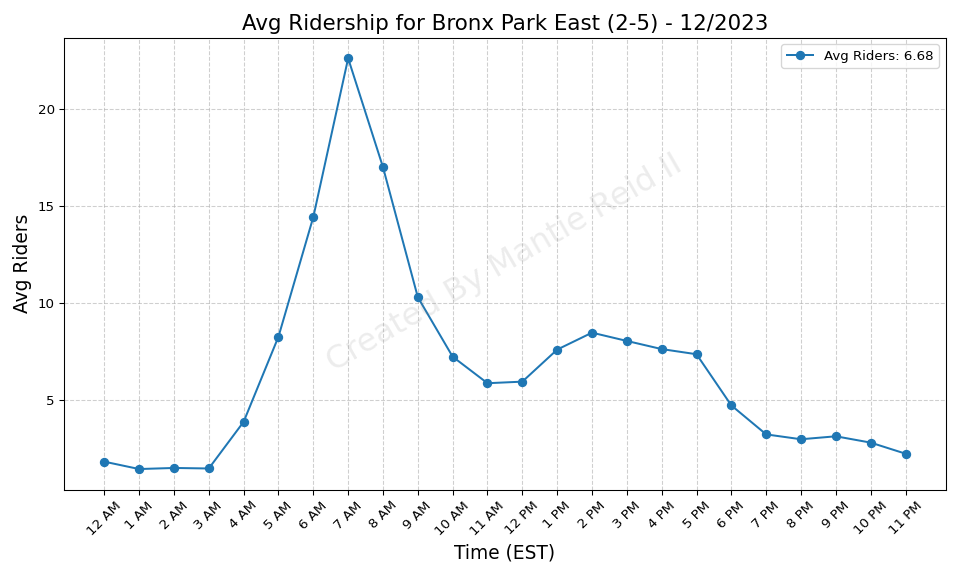 Avg Ridership for Bronx Park East (2-5) - 12/2023
Avg Riders: 6.68
20
15
10
5
Avg Riders
Created By Mantle Reid II
12 AM
1 AM
2 AM
3 AM
4 AM
5 AM
6 AM
7 AM
8 AM
9 AM
10 AM
11 AM
12 PM
1 PM
2 PM
3 PM
4 PM
5 PM
6 PM
7 PM
8 PM
9 PM
10 PM
11 PM
Time (EST)